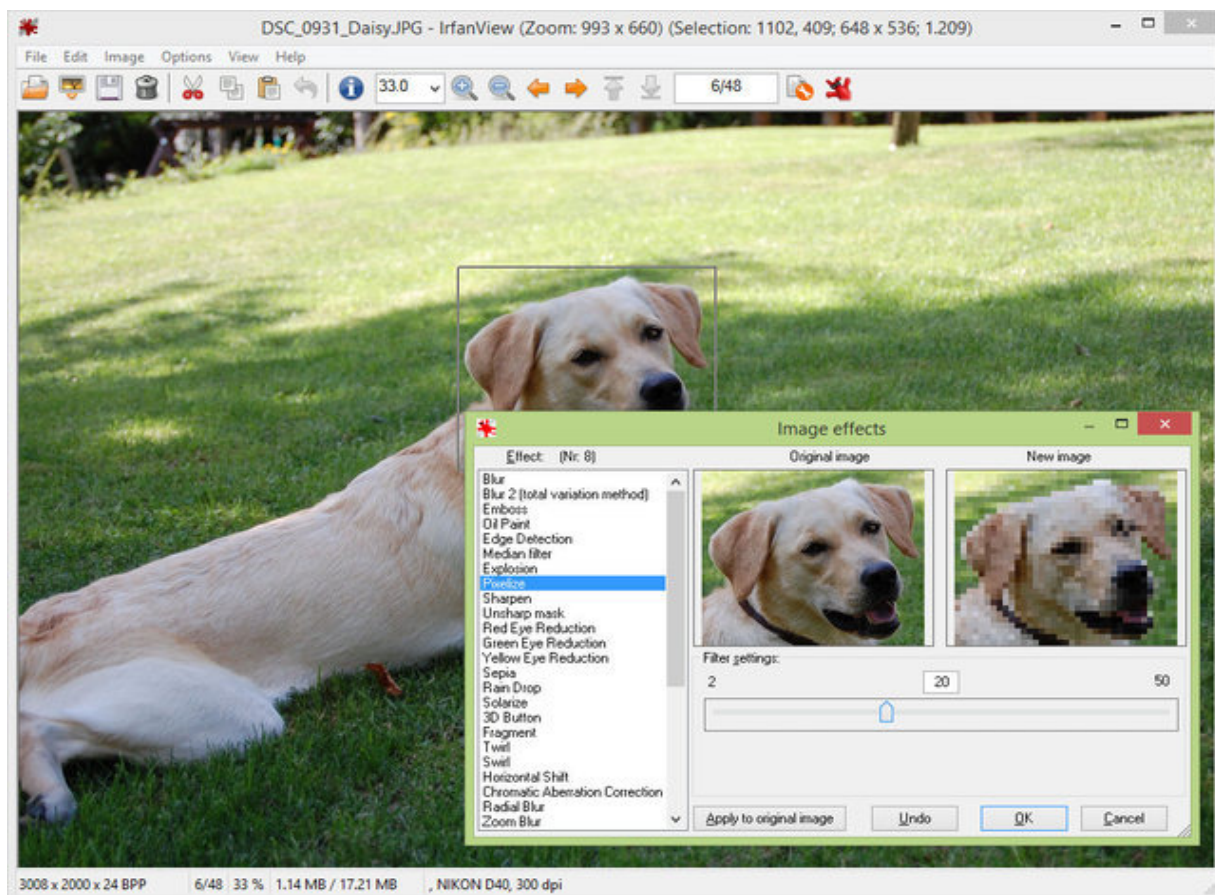 DSC_0931_Daisy.JPG - IrfanView (Zoom: 993 x 660) (Selection: 1102, 409; 648 x 536; 1.209)
File Edit Image Options View Help
33.0 6/48
Image effects
Effect: (Nr. 8) Original image New image
Blur
Blur 2 (total variation method)
Emboss
Oil Paint
Edge Detection
Median filter
Explosion
Pixelize
Sharpen
Unsharp mask
Red Eye Reduction
Green Eye Reduction
Yellow Eye Reduction
Sepia
Rain Drop
Solarize
3D Button
Fragment
Twirl
Swirl
Horizontal Shift
Chromatic Aberration Correction
Radial Blur
Zoom Blur
Filter settings:
2 20 50
Apply to original image Undo OK Cancel
3008 x 2000 x 24 BPP 6/48 33 % 1.14 MB / 17.21 MB , NIKON D40, 300 dpi